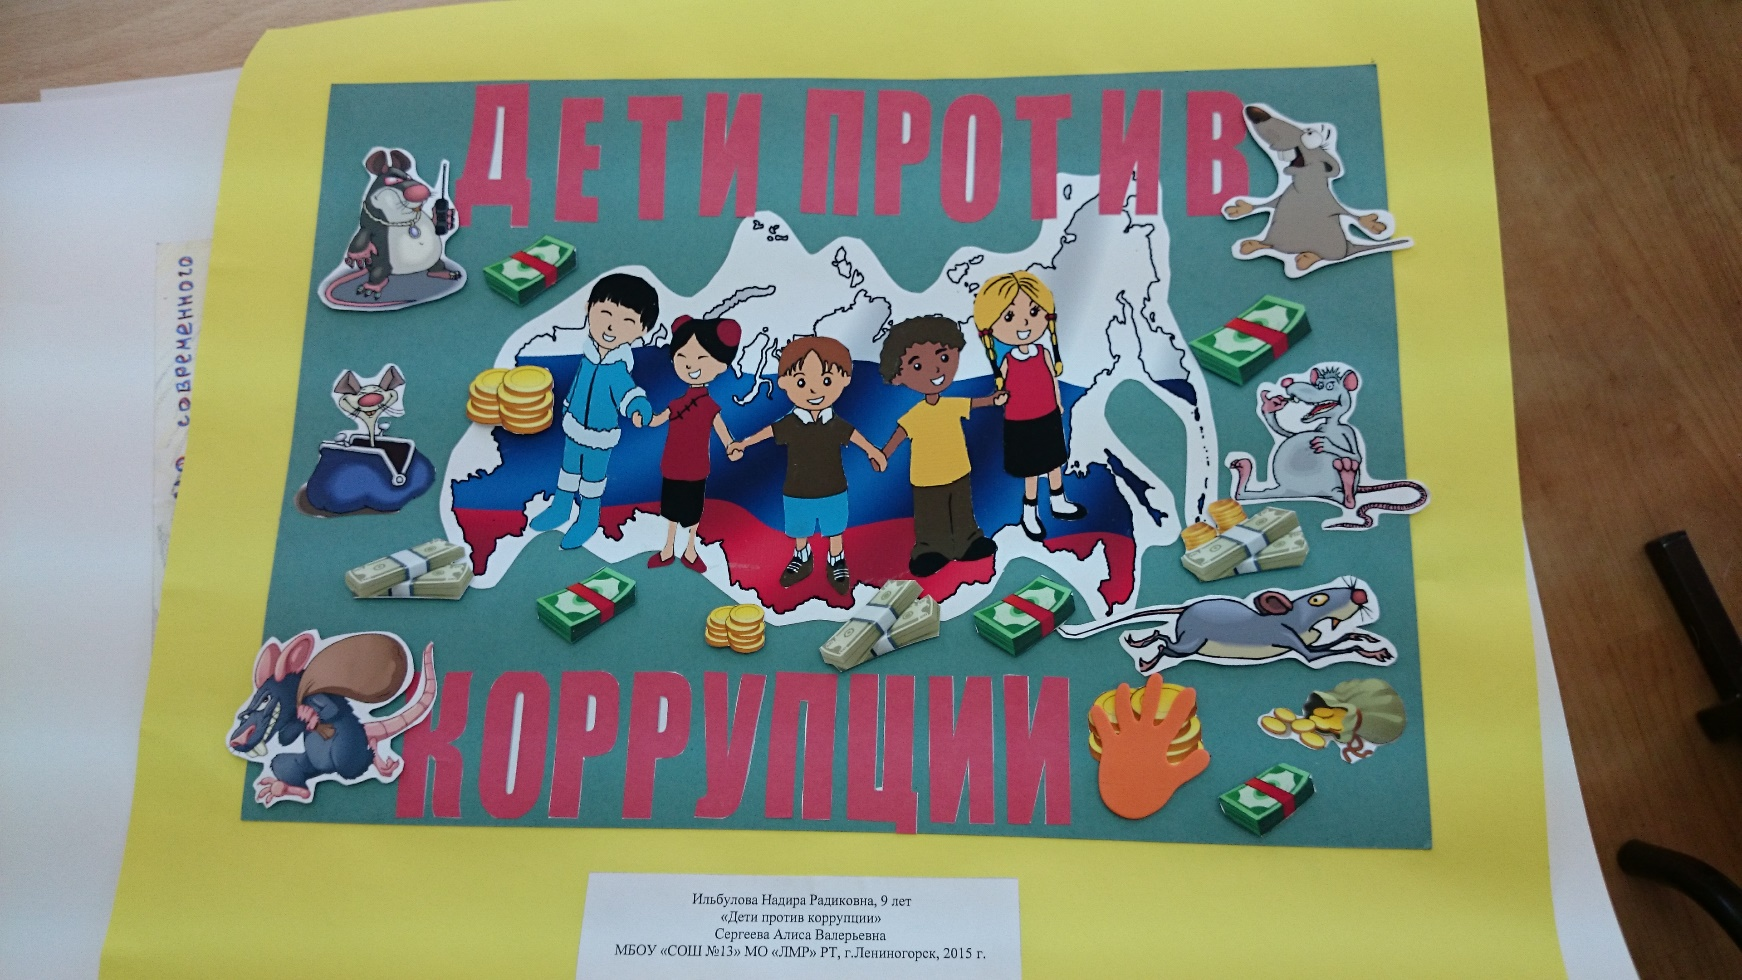 ДЕТИ ПРОТИВ
КОРРУПЦИИ
современного
Ильбулова Надира Радиковна, 9 лет
«Дети против коррупции»
Сергеева Алиса Валерьевна
МБОУ «СОШ №13» МО «ЛМР» РТ, г.Лениногорск, 2015 г.